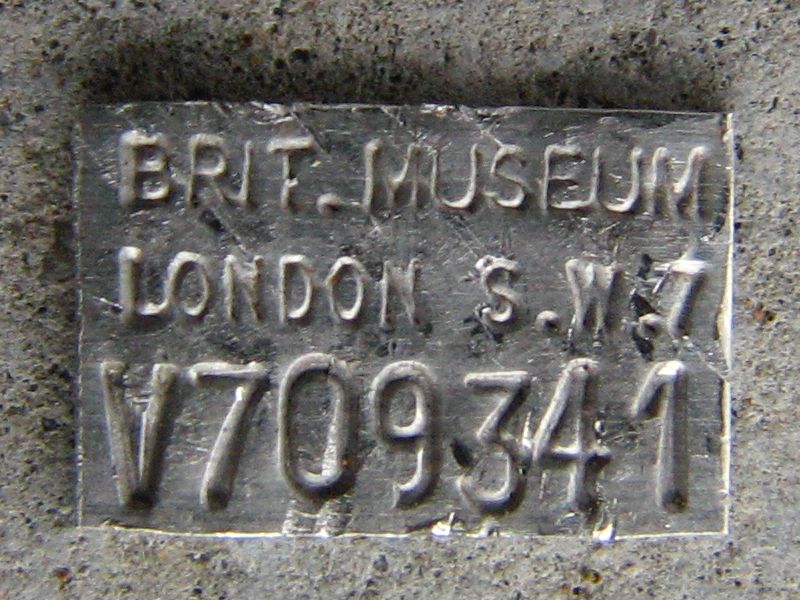 BRIT. MUSEUM
LONDON S.W.7
V709341